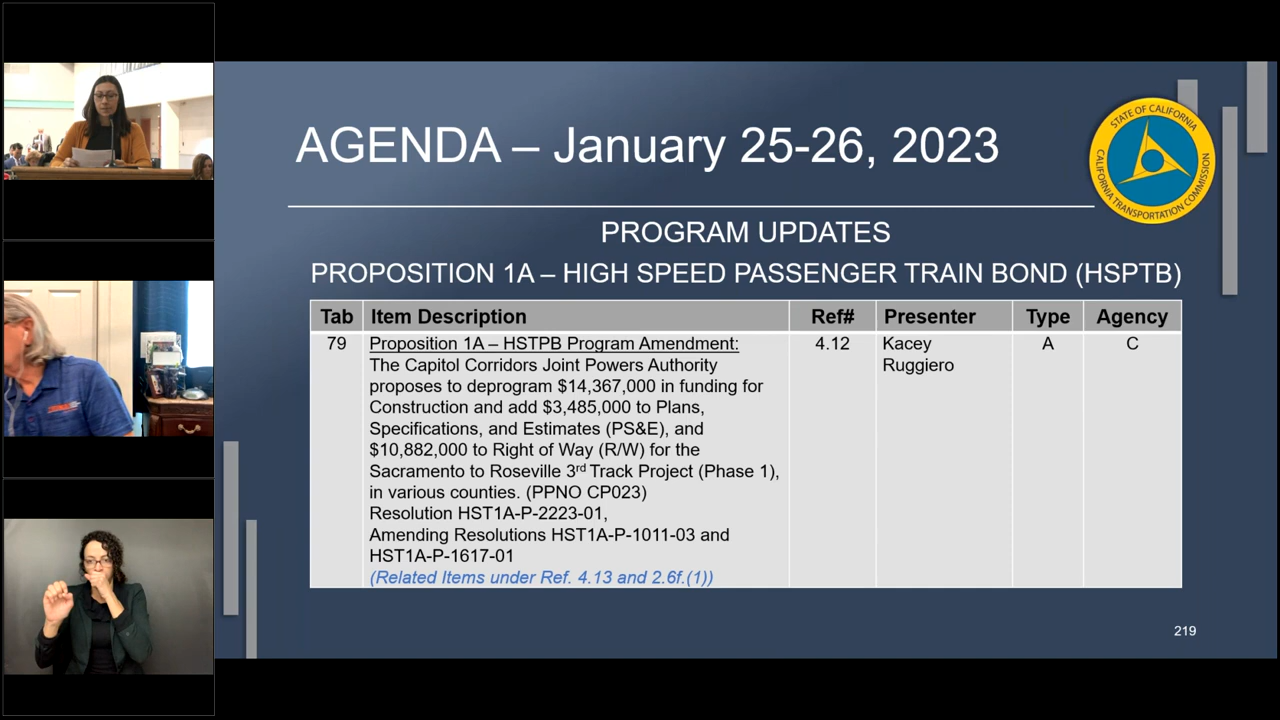 AGENDA – January 25-26, 2023
STATE OF CALIFORNIA
CALIFORNIA TRANSPORTATION COMMISSION
PROGRAM UPDATES
PROPOSITION 1A – HIGH SPEED PASSENGER TRAIN BOND (HSPTB)
Tab Item Description Ref# Presenter Type Agency
79 Proposition 1A – HSTPB Program Amendment: 4.12 Kacey A C
The Capitol Corridors Joint Powers Authority Ruggiero
proposes to deprogram $14,367,000 in funding for
Construction and add $3,485,000 to Plans,
Specifications, and Estimates (PS&E), and
$10,882,000 to Right of Way (R/W) for the
Sacramento to Roseville 3rd Track Project (Phase 1),
in various counties. (PPNO CP023)
Resolution HST1A-P-2223-01,
Amending Resolutions HST1A-P-1011-03 and
HST1A-P-1617-01
(Related Items under Ref. 4.13 and 2.6f.(1))
219